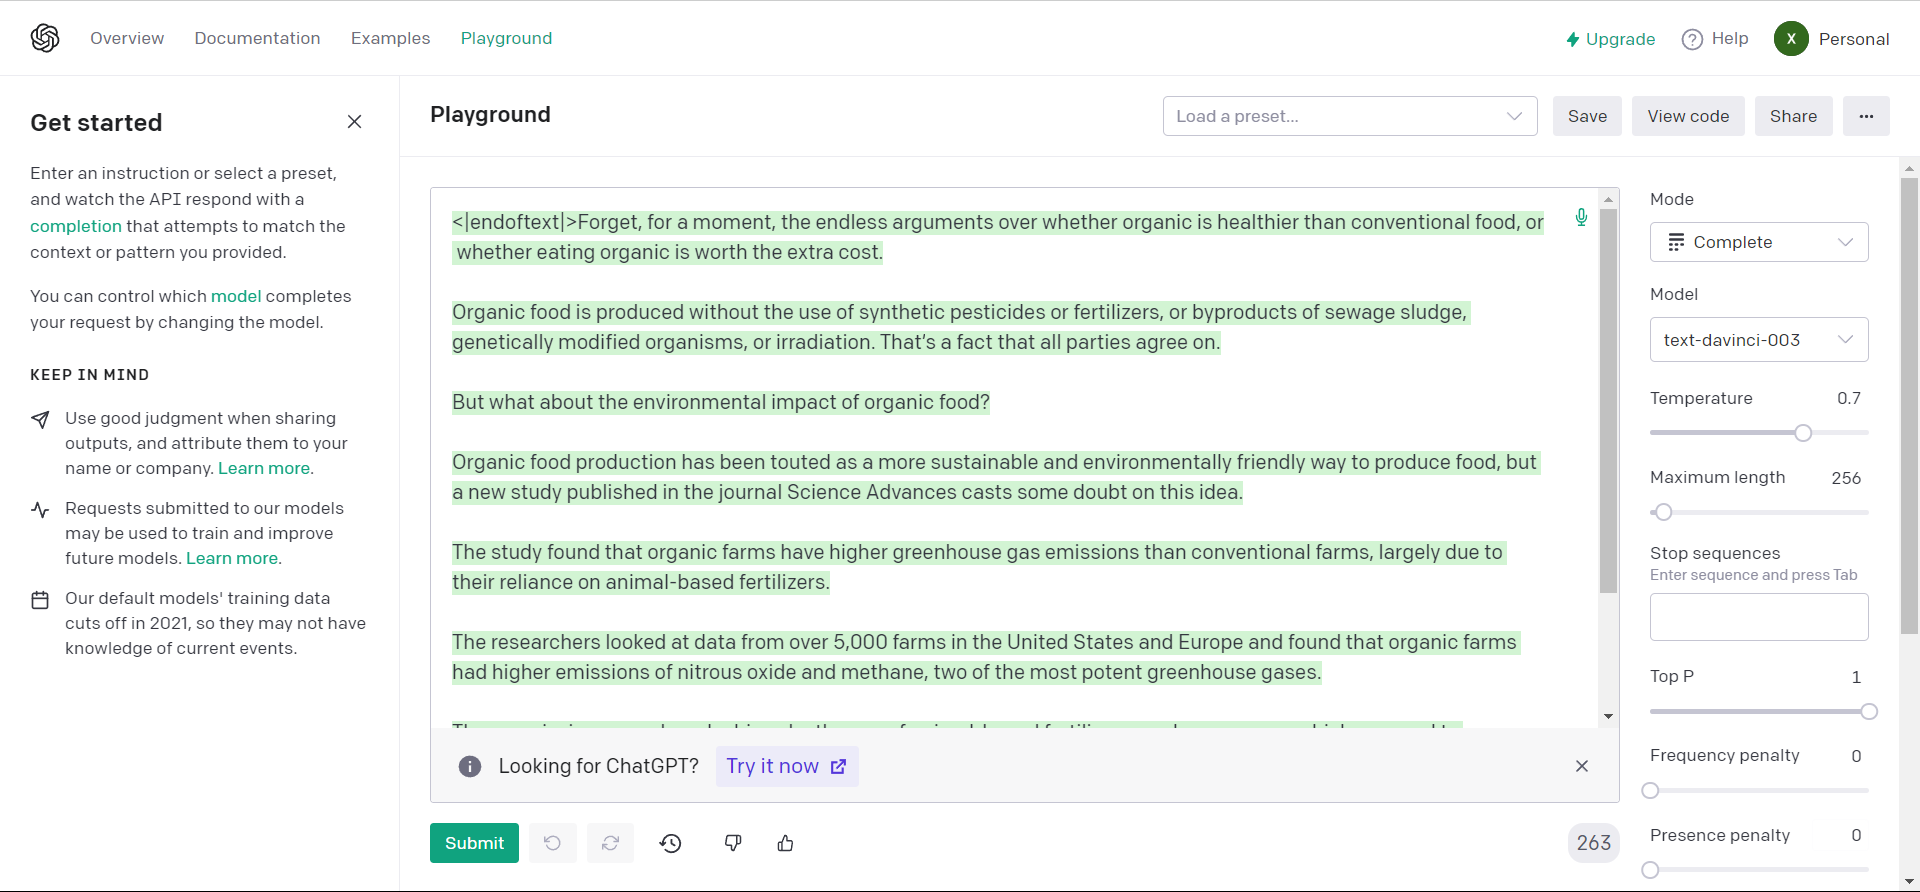 Overview Documentation Examples Playground Upgrade Help X Personal
Get started
Enter an instruction or select a preset,
and watch the API respond with a
completion that attempts to match the
context or pattern you provided.
You can control which model completes
your request by changing the model.
KEEP IN MIND
Use good judgment when sharing
outputs, and attribute them to your
name or company. Learn more.
Requests submitted to our models
may be used to train and improve
future models. Learn more.
Our default models' training data
cuts off in 2021, so they may not have
knowledge of current events.
Playground
Load a preset...
Save
View code
Share
<|endoftext|>Forget, for a moment, the endless arguments over whether organic is healthier than conventional food, or
whether eating organic is worth the extra cost.
Organic food is produced without the use of synthetic pesticides or fertilizers, or byproducts of sewage sludge,
genetically modified organisms, or irradiation. That's a fact that all parties agree on.
But what about the environmental impact of organic food?
Organic food production has been touted as a more sustainable and environmentally friendly way to produce food, but
a new study published in the journal Science Advances casts some doubt on this idea.
The study found that organic farms have higher greenhouse gas emissions than conventional farms, largely due to
their reliance on animal-based fertilizers.
The researchers looked at data from over 5,000 farms in the United States and Europe and found that organic farms
had higher emissions of nitrous oxide and methane, two of the most potent greenhouse gases.
Looking for ChatGPT? Try it now
Submit
263
Mode
Complete
Model
text-davinci-003
Temperature 0.7
Maximum length 256
Stop sequences
Enter sequence and press Tab
Top P 1
Frequency penalty 0
Presence penalty 0